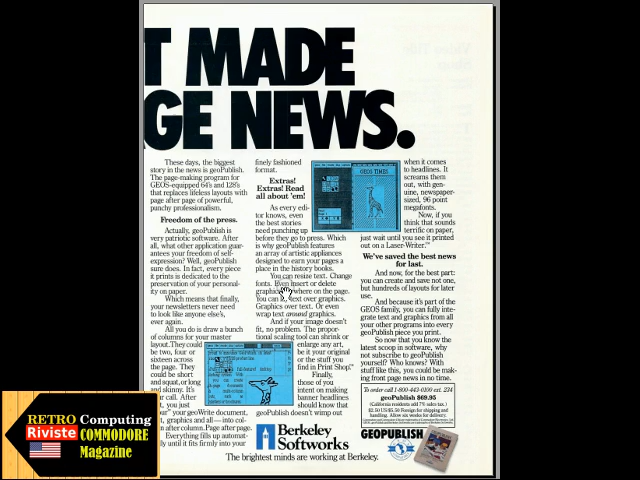 T MADE
GE NEWS.
These days, the biggest
story in the news is geoPublish.
The page-making program for
GEOS-equipped 64's and 128's
that replaces lifeless layouts with
page after page of powerful,
punchy professionalism.
Freedom of the press.
Actually, geoPublish is
very patriotic software. After
all, what other application guar-
antees your freedom of self-
expression? Well, geoPublish
sure does. In fact, every piece
it prints is dedicated to the
preservation of your personal-
ity on paper.
Which means that finally,
your newsletters never need
to look like anyone else's,
ever again.
All you do is draw a bunch
of columns for your master
layout. They could
be two, four or
sixteen across
the page. They
could be short
and squat, or long
and skinny. It's
ur call. After
t, you just
our" your geoWrite document,
t, graphics and all—into col-
n after column. Page after page.
Everything fills up automat-
ly until it fits firmly into your
finely fashioned
format.
Extras!
Extras! Read
all about 'em!
As every edi-
tor knows, even
the best stories
need punching up
before they go to press. Which
is why geoPublish features
an array of artistic appliances
designed to earn your pages a
place in the history books.
You can resize text. Change
fonts. Even insert or delete
graphics where on the page.
You can text over graphics.
Graphics over text. Or even
wrap text around graphics.
And if your image doesn't
fit, no problem. The propor-
tional scaling tool can shrink or
enlarge any art,
be it your original
or the stuff you
find in Print Shop.™
Finally,
those of you
intent on making
banner headlines
should know that
geoPublish doesn't wimp out
GEOS TIMES
when it comes
to headlines. It
screams them
out, with gen-
uine, newspaper-
sized, 96 point
megafonts.
Now, if you
think that sounds
terrific on paper,
just wait until you see it printed
out on a Laser-Writer.™
We've saved the best news
for last.
And now, for the best part:
you can create and save not one,
but hundreds of layouts for later
use.
And because it's part of the
GEOS family, you can fully inte-
grate text and graphics from all
your other programs into every
geoPublish piece you print.
So now that you know the
latest scoop in software, why
not subscribe to geoPublish
yourself? Who knows? With
stuff like this, you could be mak-
ing front page news in no time.
To order call 1-800-443-0100 ext. 234
geoPublish $69.95
(California residents add 7% sales tax.)
$2.50 US/$5.50 Foreign for shipping and
handling. Allow six weeks for delivery.
GEOPUBLISH
Berkeley
Softworks
The brightest minds are working at Berkeley.
RETRO Computing
Riviste COMMODORE
Magazine